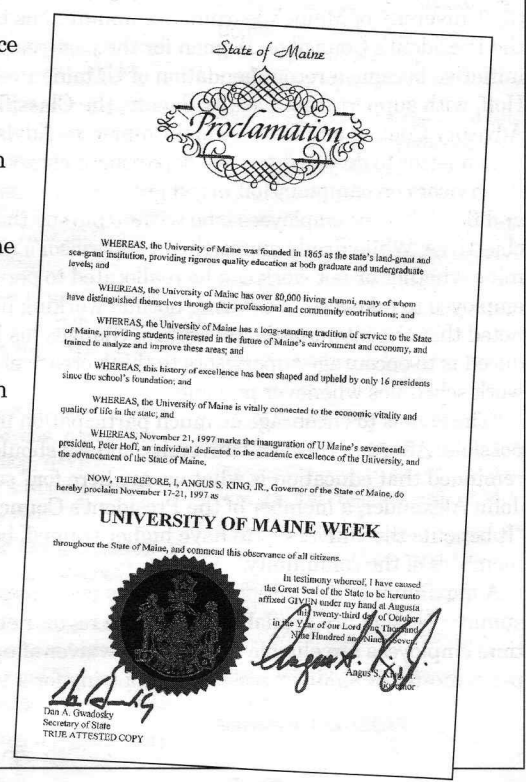 State of Maine
Proclamation
WHEREAS, the University of Maine was founded in 1865 as the state's land-grant and
sea-grant institution, providing rigorous quality education at both graduate and undergraduate
levels; and
WHEREAS, the University of Maine has over 80,000 living alumni, many of whom
have distinguished themselves through their professional and community contributions; and
WHEREAS, the University of Maine has a long-standing tradition of service to the State
of Maine, providing students interested in the future of Maine's environment and economy, and
trained to analyze and improve these areas; and
WHEREAS, this history of excellence has been shaped and upheld by only 16 presidents
since the school's foundation; and
WHEREAS, the University of Maine is vitally connected to the economic vitality and
quality of life in the state; and
WHEREAS, November 21, 1997 marks the inauguration of U Maine's seventeeth
president, Peter Hoff, an individual dedicated to the academic excellence of the University, and
the advancement of the State of Maine.
NOW, THEREFORE, I, ANGUS S. KING, JR., Governor of the State of Maine, do
hereby proclaim November 17-21, 1997 as
UNIVERSITY OF MAINE WEEK
throughout the State of Maine, and commend this observance of all citizens.
In testimony whereof, I have caused
the Great Seal of the State to be hereunto
affixed GIVEN under my hand at Augusta
this twenty-third day of October
in the Year of our Lord One Thousand
Nine Hundred and Ninety-Seven.
Angus S. King, Jr.
Governor
Dan A. Gwadosky
Secretary of State
TRUE ATTESTED COPY